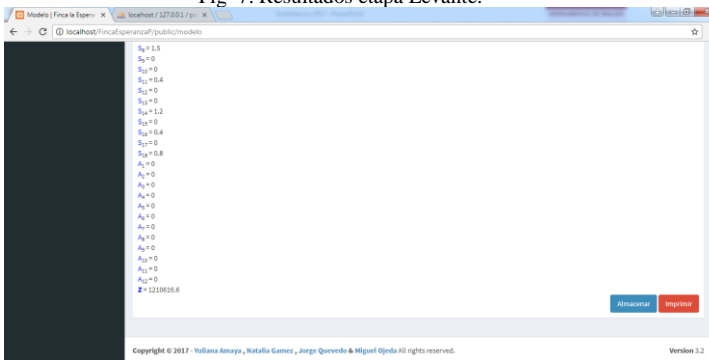 Fig 7. Resultados etapa Levante.
Modelo | Finca la Espera
localhost / 127.0.0.1 /
localhost/FincaEsperanzaP/public/modelo
S8 = 1.5
S9 = 0
S10 = 0
S11 = 0.4
S12 = 0
S13 = 0
S14 = 1.2
S15 = 0
S16 = 0.4
S17 = 0
S18 = 0.8
A1 = 0
A2 = 0
A3 = 0
A4 = 0
A5 = 0
A6 = 0
A7 = 0
A8 = 0
A9 = 0
A10 = 0
A11 = 0
A12 = 0
Z = 1210616.6
Almacenar Imprimir
Copyright © 2017 - Yuliana Amaya , Natalia Gamez , Jorge Quevedo & Miguel Ojeda All rights reserved. Version 3.2